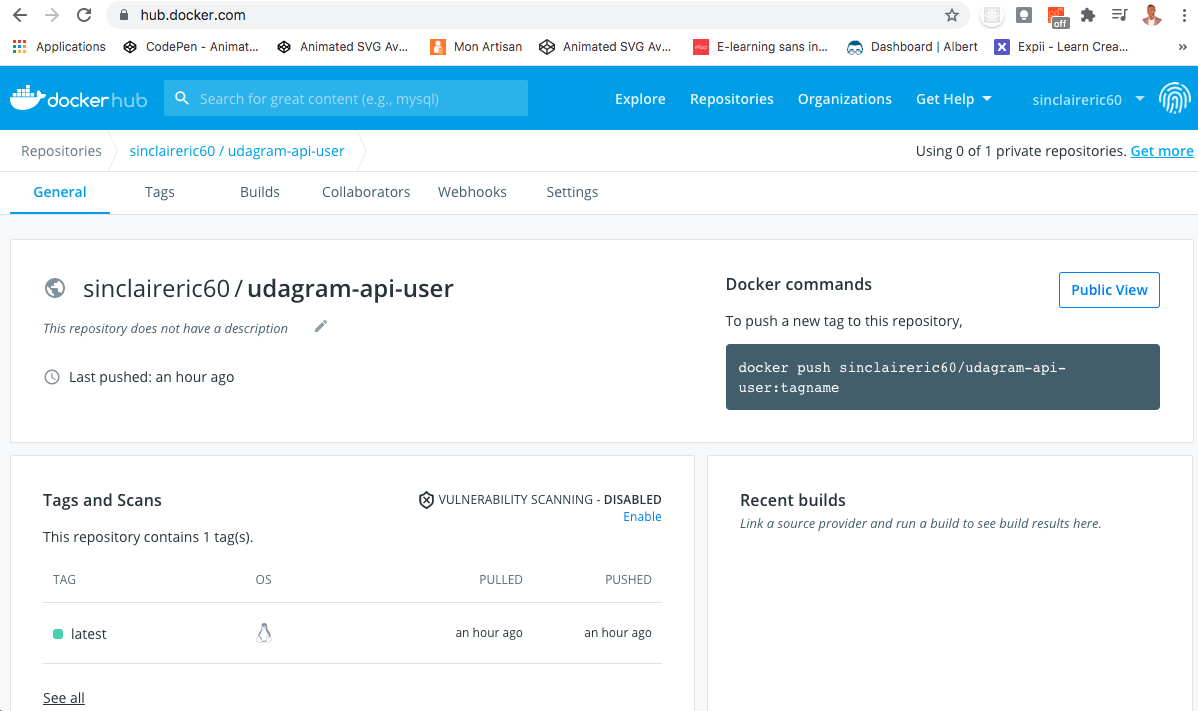 hub.docker.com
off
Applications
CodePen - Animat...
Animated SVG Av...
Mon Artisan
Animated SVG Av...
E-learning sans in...
Dashboard | Albert
Expii - Learn Crea...
»
docker hub
Search for great content (e.g., mysql)
Explore
Repositories
Organizations
Get Help
sinclaireric60
Repositories
sinclaireric60 / udagram-api-user
Using 0 of 1 private repositories. Get more
General
Tags
Builds
Collaborators
Webhooks
Settings
sinclaireric60 / udagram-api-user
This repository does not have a description
Last pushed: an hour ago
Docker commands
Public View
To push a new tag to this repository,
docker push sinclaireric60/udagram-api-
user:tagname
Tags and Scans
VULNERABILITY SCANNING - DISABLED
Enable
This repository contains 1 tag(s).
TAG OS PULLED PUSHED
latest an hour ago an hour ago
See all
Recent builds
Link a source provider and run a build to see build results here.